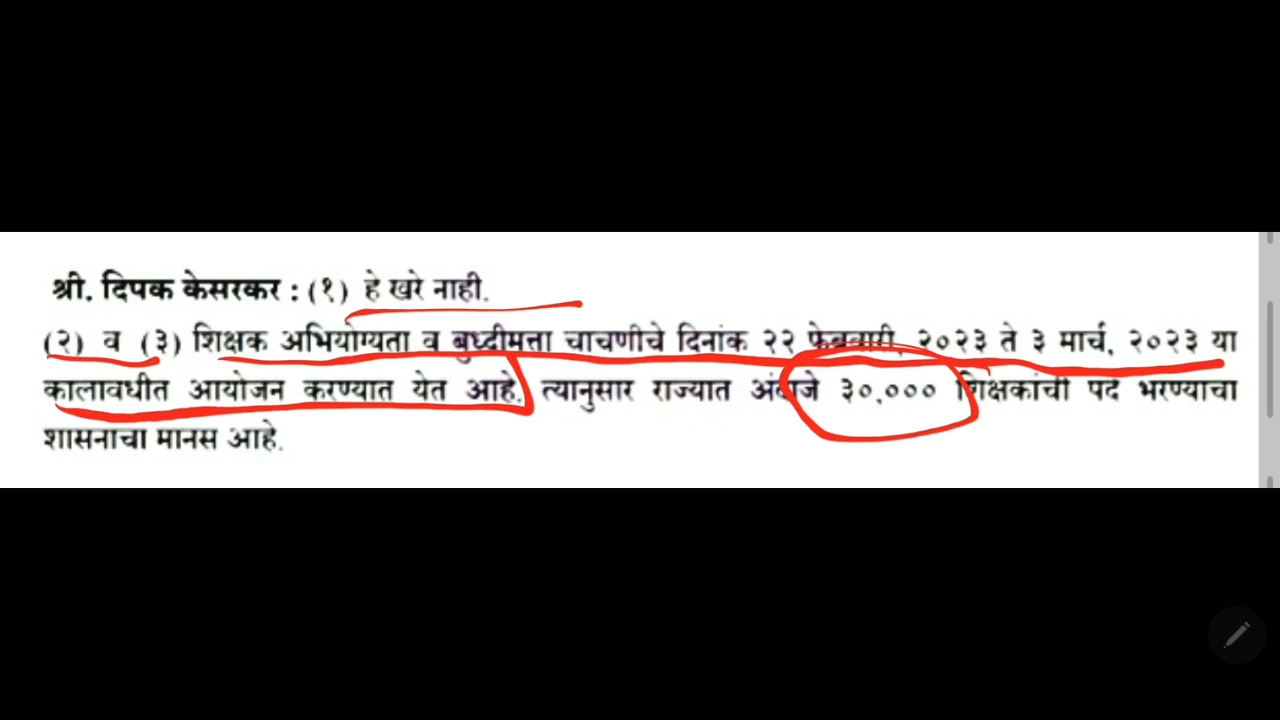 श्री. दिपक केसरकर : (१) हे खरे नाही.
(२) व (३) शिक्षक अभियोग्यता व बुध्दीमत्ता चाचणीचे दिनांक २२ फेब्रुवारी, २०२३ ते ३ मार्च, २०२३ या
कालावधीत आयोजन करण्यात येत आहे. त्यानुसार राज्यात अंदाजे ३०,००० शिक्षकांची पदे भरण्याचा
शासनाचा मानस आहे.